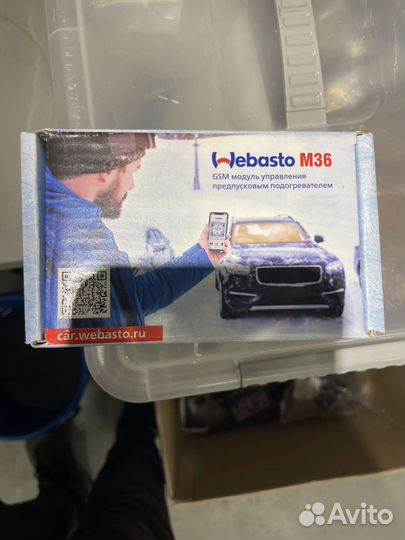 Webasto M36
GSM модуль управления
предпусковым подогревателем
car.webasto.ru
Avito